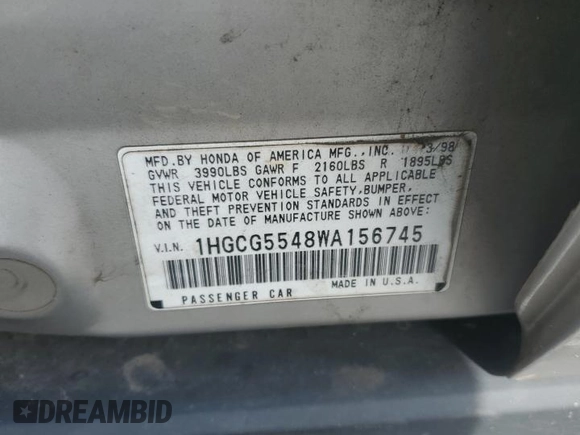 MFD.BY HONDA OF AMERICA MFG.,INC. 3/98
GVWR 3990LBS GAWR F 2160LBS R 1895LBS
THIS VEHICLE CONFORMS TO ALL APPLICABLE
FEDERAL MOTOR VEHICLE SAFETY,BUMPER,
AND THEFT PREVENTION STANDARDS IN EFFECT
ON THE DATE OF MANUFACTURE SHOWN ABOVE.
V.I.N. 1HGCG5548WA156745
PASSENGER CAR MADE IN U.S.A.
DREAMBID